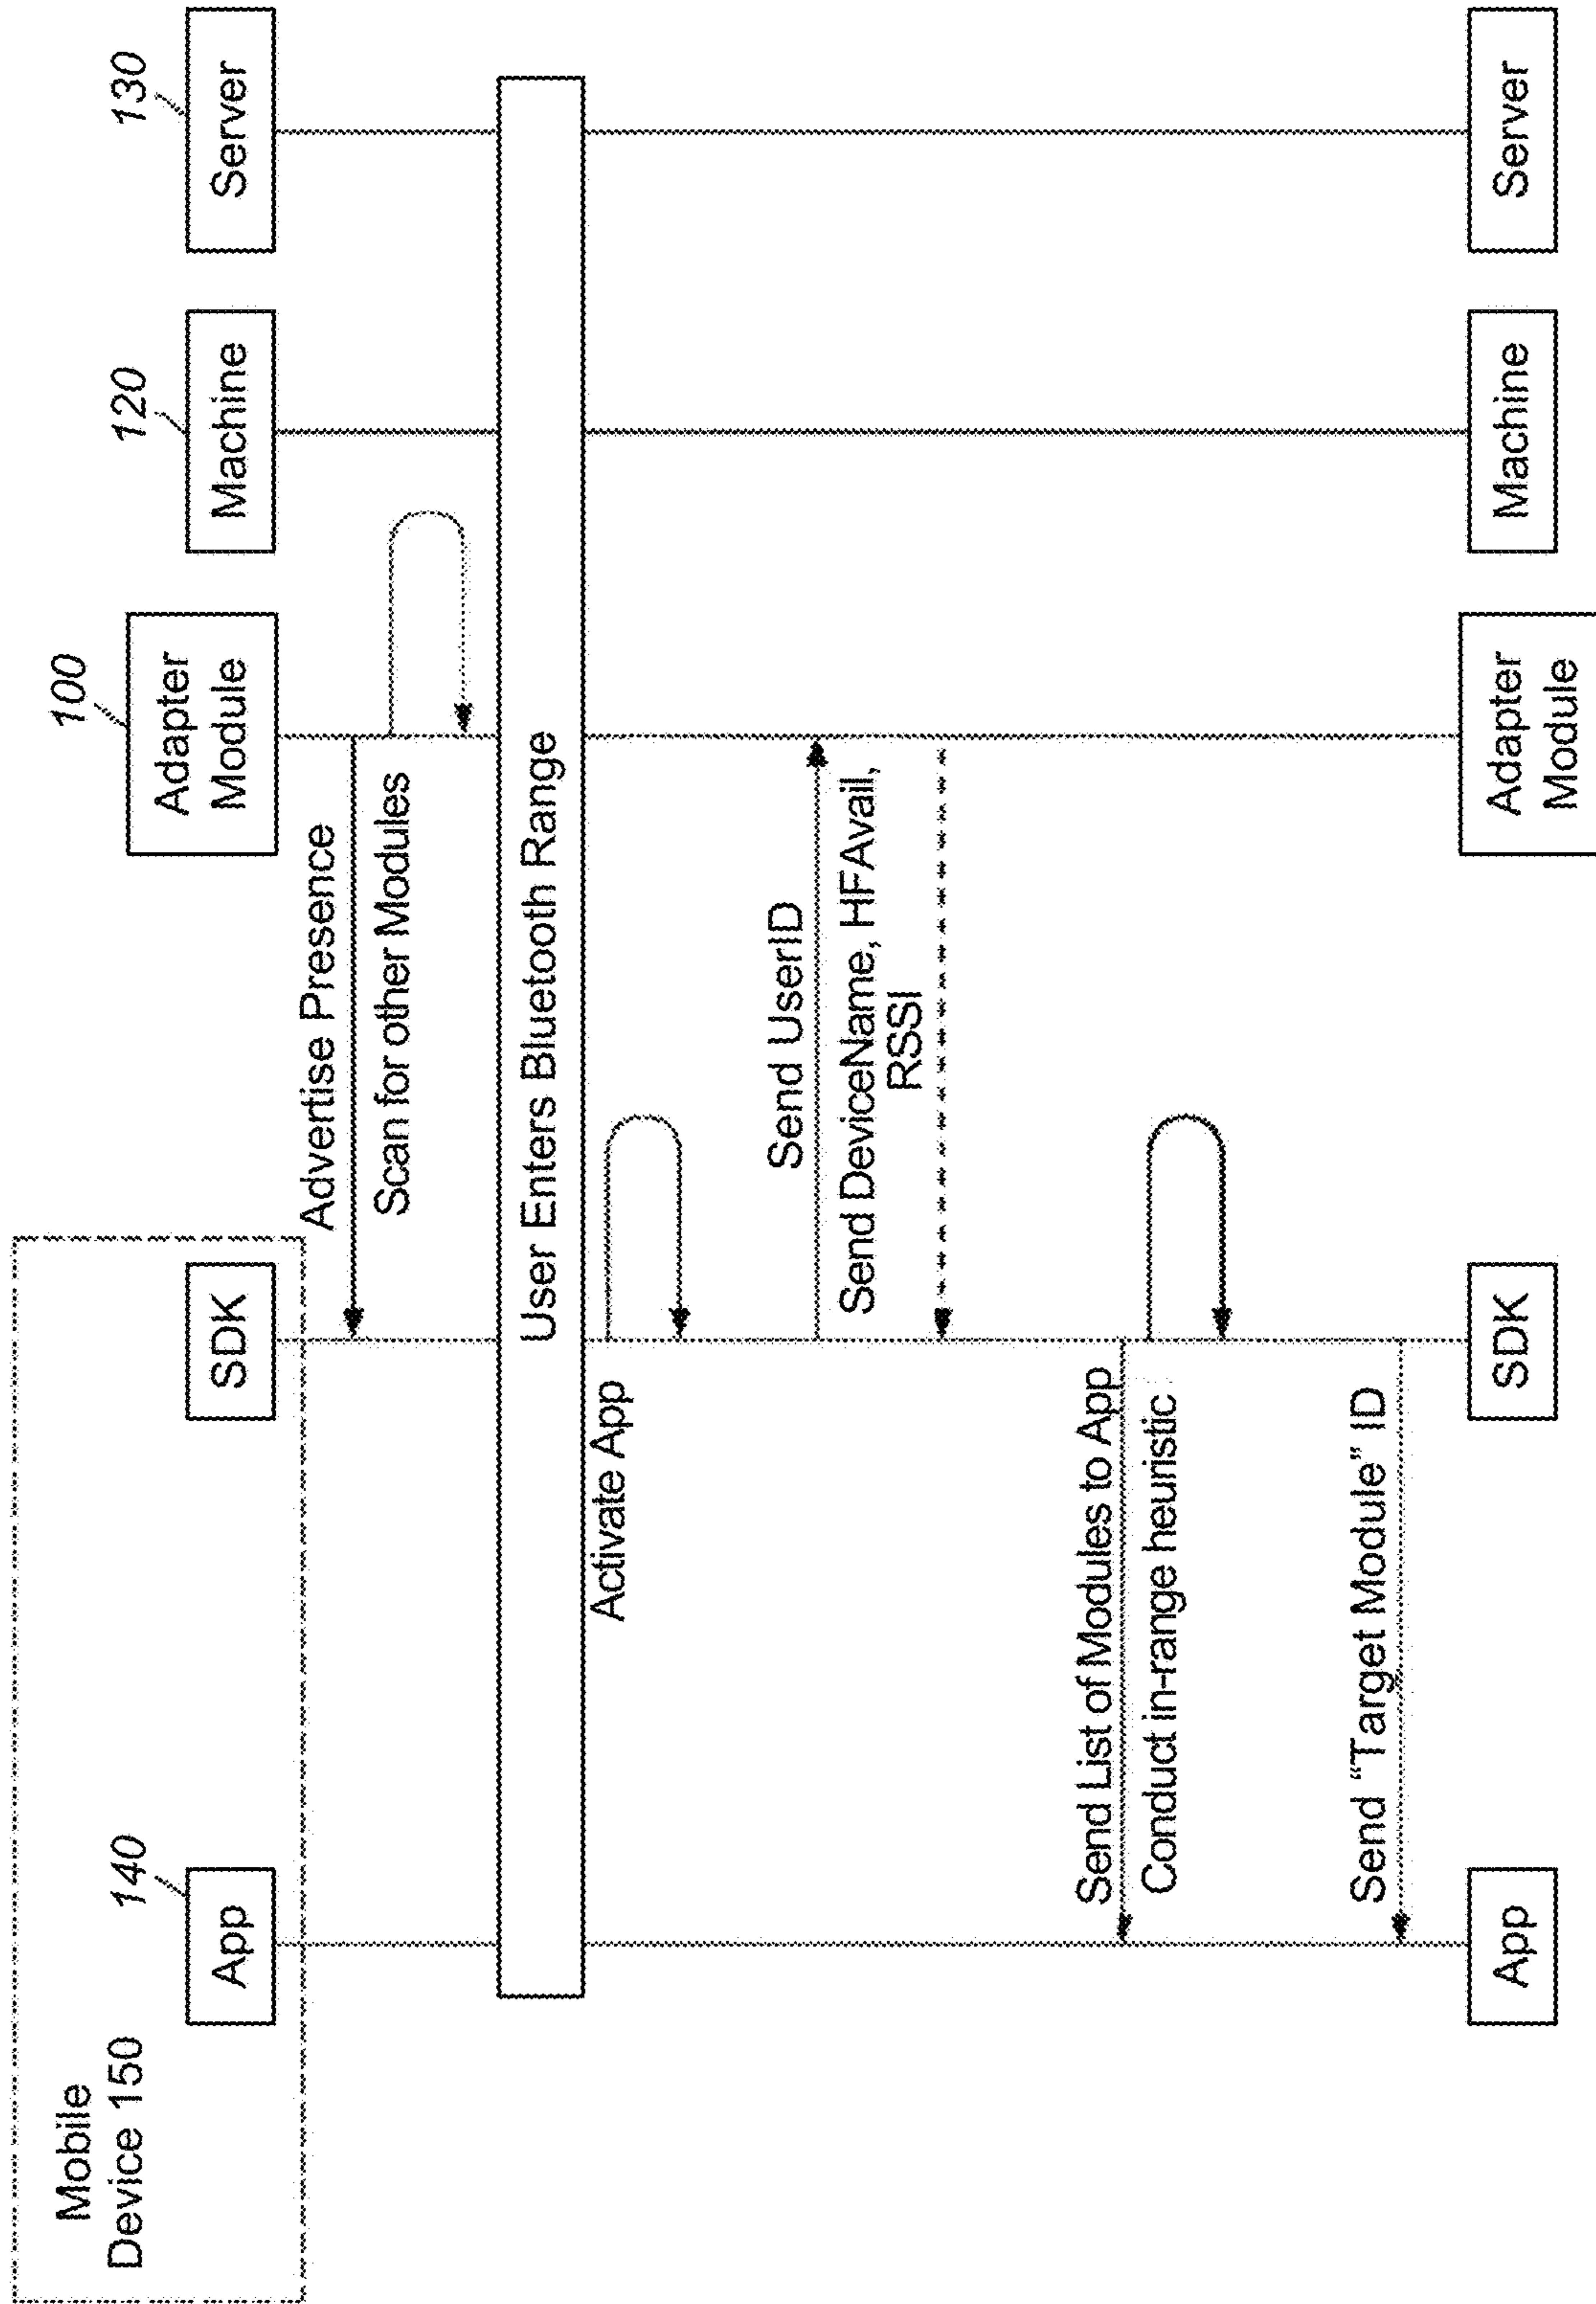 Mobile
Device 150
140
App
SDK
100
Adapter
Module
120
Machine
130
Server
Advertise Presence
Scan for other Modules
User Enters Bluetooth Range
Activate App
Send UserID
Send DeviceName, HFAvail,
RSSI
Send List of Modules to App
Conduct in-range heuristic
Send “Target Module” ID
App
SDK
Adapter
Module
Machine
Server